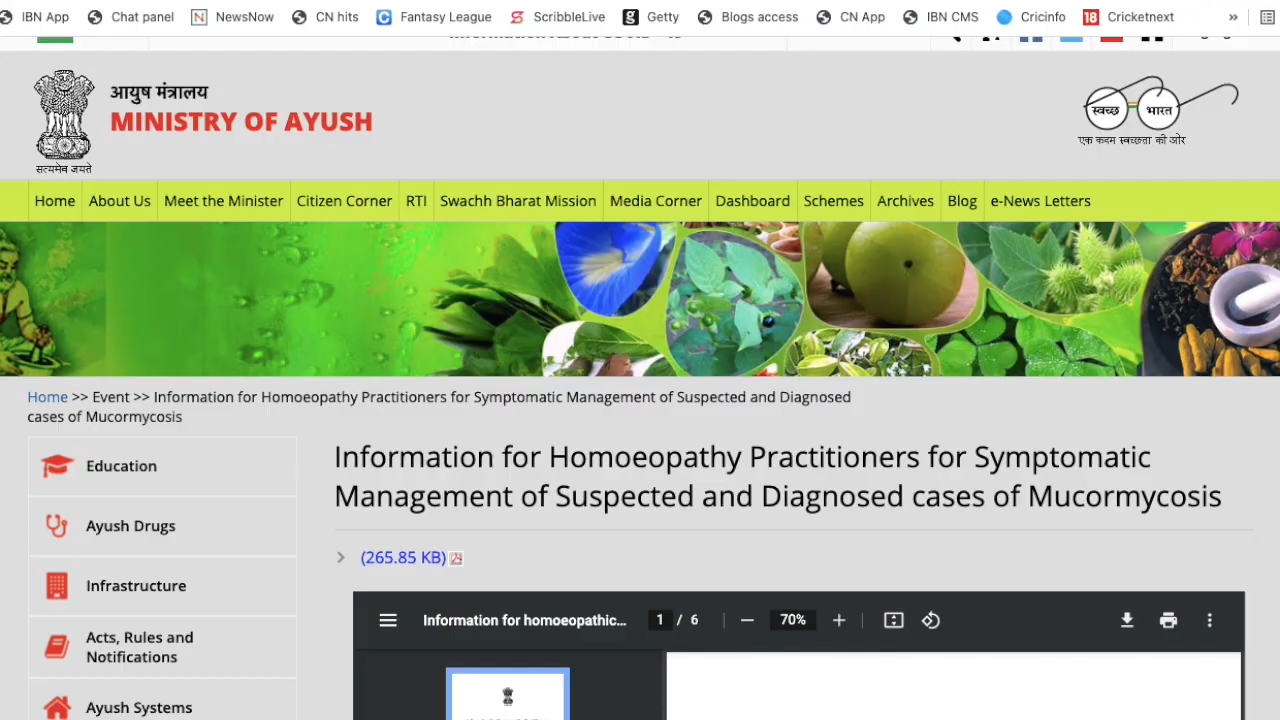 IBN App Chat panel NewsNow CN hits Fantasy League ScribbleLive Getty Blogs access CN App IBN CMS Cricinfo Cricketnext »
आयुष मंत्रालय
MINISTRY OF AYUSH
सत्यमेव जयते
स्वच्छ भारत
एक कदम स्वच्छता की ओर
Home About Us Meet the Minister Citizen Corner RTI Swachh Bharat Mission Media Corner Dashboard Schemes Archives Blog e-News Letters
Home >> Event >> Information for Homoeopathy Practitioners for Symptomatic Management of Suspected and Diagnosed
cases of Mucormycosis
Education
Ayush Drugs
Infrastructure
Acts, Rules and
Notifications
Ayush Systems
Information for Homoeopathy Practitioners for Symptomatic
Management of Suspected and Diagnosed cases of Mucormycosis
(265.85 KB)
Information for homoeopathic... 1 / 6 70%